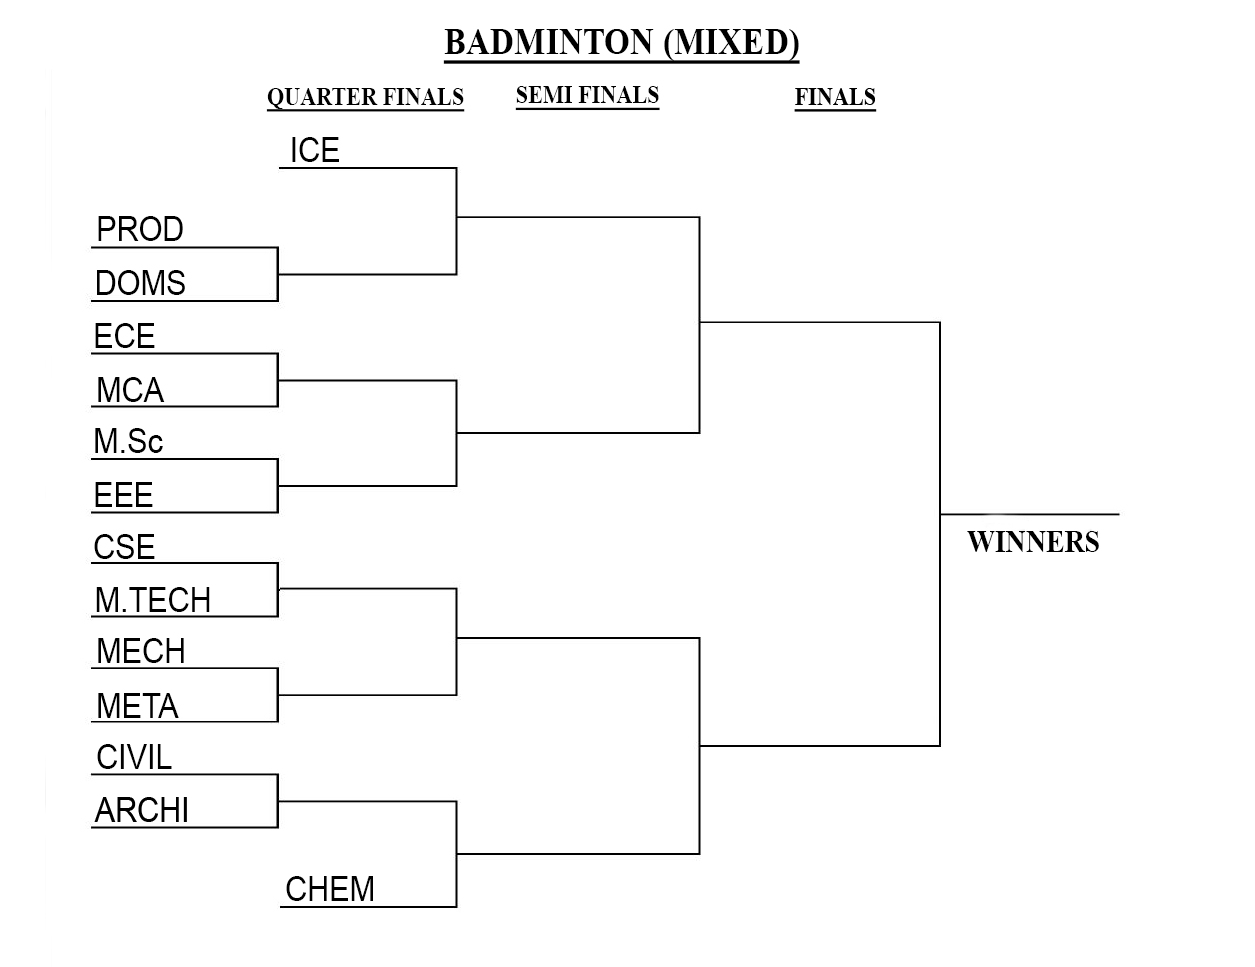 BADMINTON (MIXED)
QUARTER FINALS
SEMI FINALS
FINALS
ICE
PROD
DOMS
ECE
MCA
M.Sc
EEE
CSE
M.TECH
MECH
META
CIVIL
ARCHI
CHEM
WINNERS